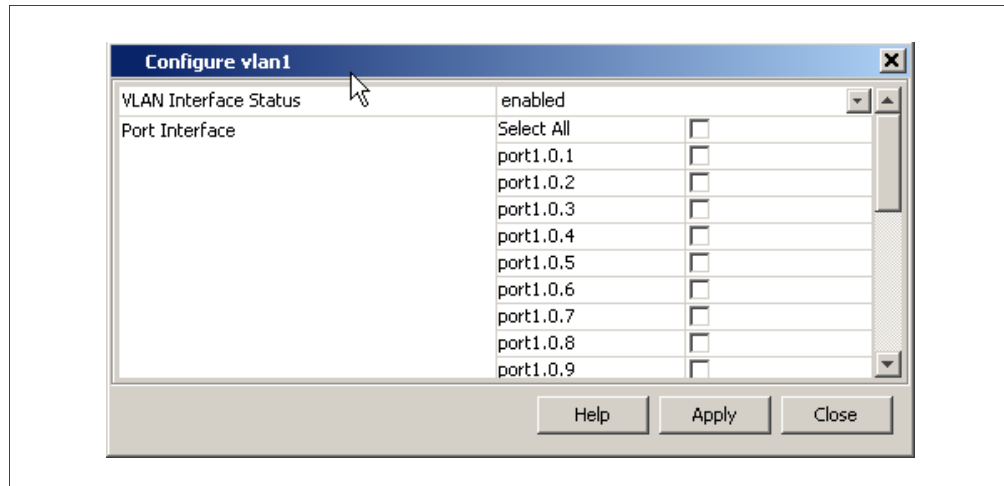 Configure vlan1
VLAN Interface Status enabled
Port Interface Select All
port1.0.1
port1.0.2
port1.0.3
port1.0.4
port1.0.5
port1.0.6
port1.0.7
port1.0.8
port1.0.9
Help Apply Close